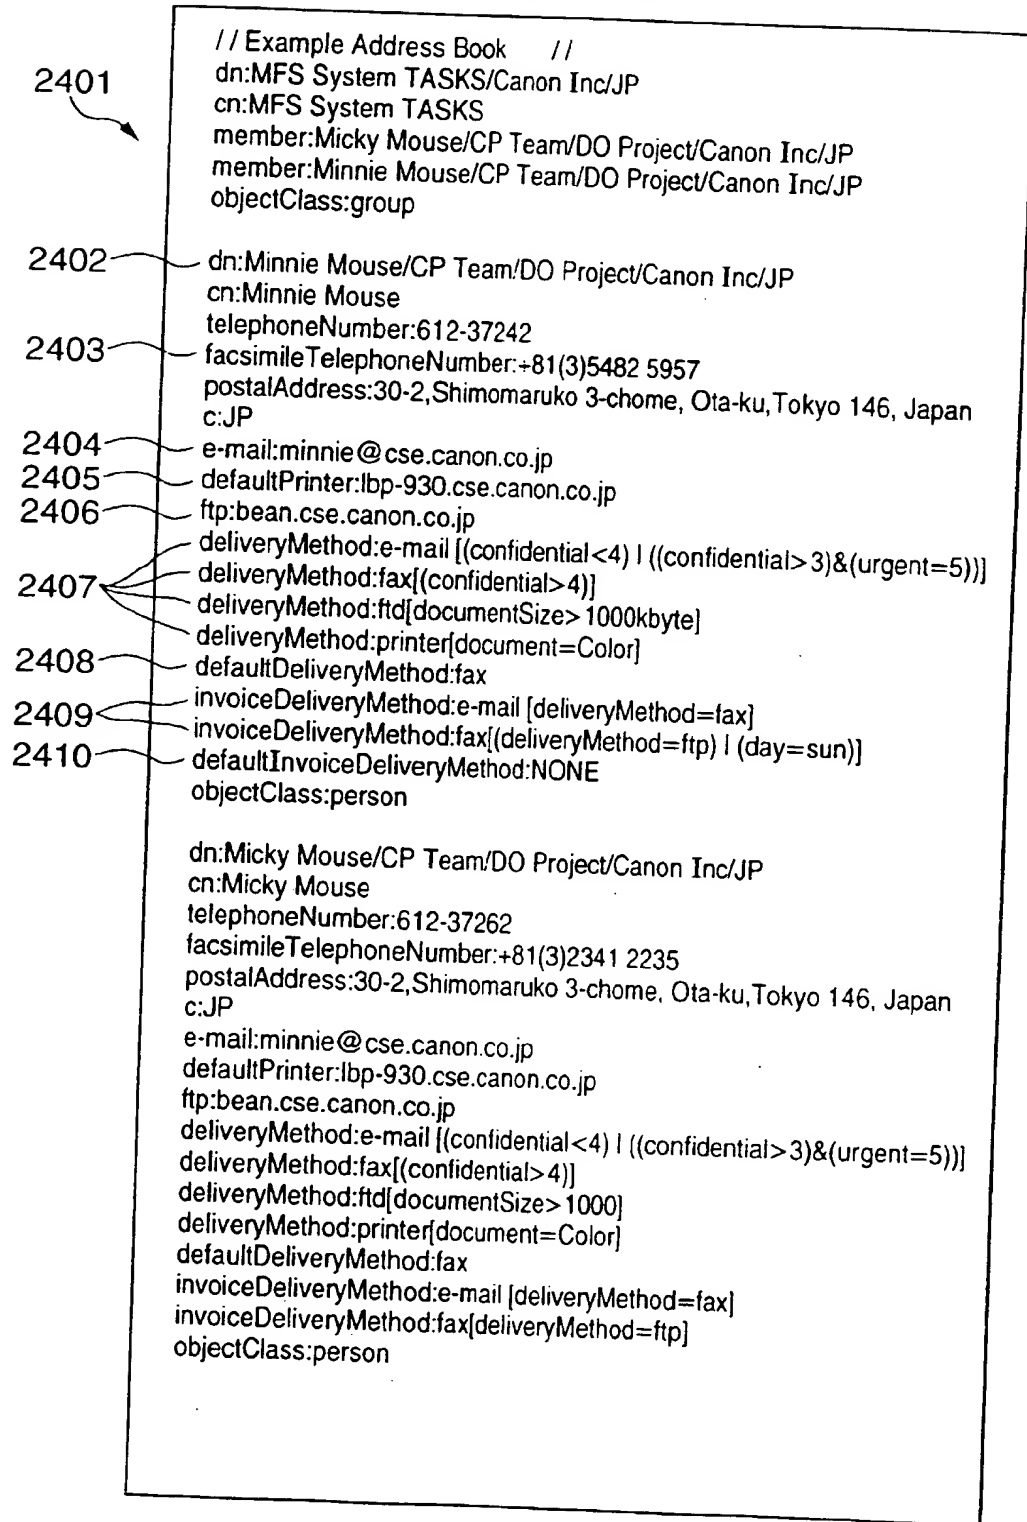 // Example Address Book //
2401
dn:MFS System TASKS/Canon Inc/JP
cn:MFS System TASKS
member:Micky Mouse/CP Team/DO Project/Canon Inc/JP
member:Minnie Mouse/CP Team/DO Project/Canon Inc/JP
objectClass:group
2402 dn:Minnie Mouse/CP Team/DO Project/Canon Inc/JP
cn:Minnie Mouse
telephoneNumber:612-37242
2403 facsimileTelephoneNumber:+81(3)5482 5957
postalAddress:30-2,Shimomaruko 3-chome, Ota-ku,Tokyo 146, Japan
c:JP
2404 e-mail:minnie@cse.canon.co.jp
2405 defaultPrinter:lbp-930.cse.canon.co.jp
2406 ftp:bean.cse.canon.co.jp
2407 deliveryMethod:e-mail [(confidential<4) | ((confidential>3)&(urgent=5))]
deliveryMethod:fax[(confidential>4)]
deliveryMethod:ftd[documentSize>1000kbyte]
deliveryMethod:printer[document=Color]
2408 defaultDeliveryMethod:fax
2409 invoiceDeliveryMethod:e-mail [deliveryMethod=fax]
invoiceDeliveryMethod:fax[(deliveryMethod=ftp) | (day=sun)]
2410 defaultInvoiceDeliveryMethod:NONE
objectClass:person
dn:Micky Mouse/CP Team/DO Project/Canon Inc/JP
cn:Micky Mouse
telephoneNumber:612-37262
facsimileTelephoneNumber:+81(3)2341 2235
postalAddress:30-2,Shimomaruko 3-chome, Ota-ku,Tokyo 146, Japan
c:JP
e-mail:minnie@cse.canon.co.jp
defaultPrinter:lbp-930.cse.canon.co.jp
ftp:bean.cse.canon.co.jp
deliveryMethod:e-mail [(confidential<4) | ((confidential>3)&(urgent=5))]
deliveryMethod:fax[(confidential>4)]
deliveryMethod:ftd[documentSize>1000]
deliveryMethod:printer[document=Color]
defaultDeliveryMethod:fax
invoiceDeliveryMethod:e-mail [deliveryMethod=fax]
invoiceDeliveryMethod:fax[deliveryMethod=ftp]
objectClass:person